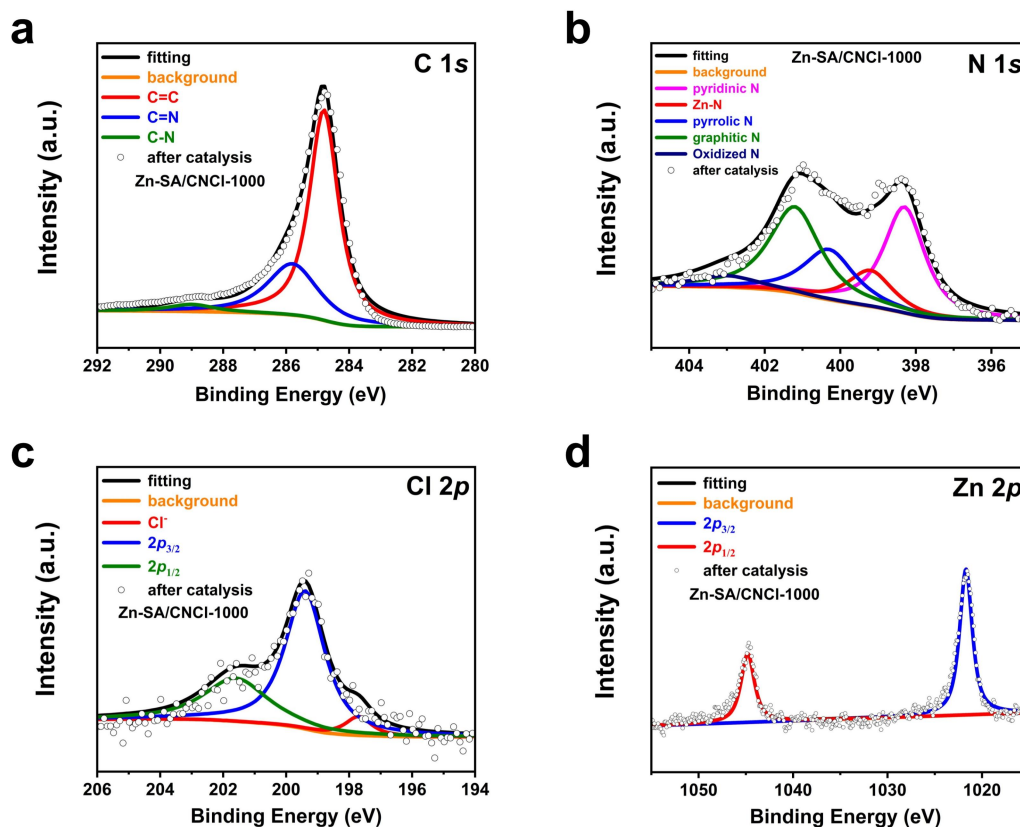 a
fitting
C 1s
background
C=C
C=N
C-N
after catalysis
Zn-SA/CNCl-1000
Intensity (a.u.)
292 290 288 286 284 282 280
Binding Energy (eV)
b
fitting
Zn-SA/CNCl-1000
N 1s
background
pyridinic N
Zn-N
pyrrolic N
graphitic N
Oxidized N
after catalysis
Intensity (a.u.)
404 402 400 398 396
Binding Energy (eV)
c
fitting
Cl 2p
background
Cl⁻
2p3/2
2p1/2
after catalysis
Zn-SA/CNCl-1000
Intensity (a.u.)
206 204 202 200 198 196 194
Binding Energy (eV)
d
fitting
Zn 2p
background
2p3/2
2p1/2
after catalysis
Zn-SA/CNCl-1000
Intensity (a.u.)
1050 1040 1030 1020
Binding Energy (eV)